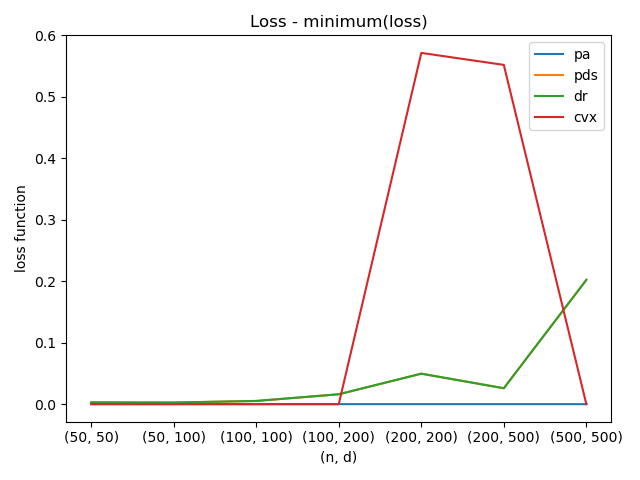 Loss - minimum(loss)
loss function
0.6
0.5
0.4
0.3
0.2
0.1
0.0
pa
pds
dr
cvx
(50, 50) (50, 100) (100, 100) (100, 200) (200, 200) (200, 500) (500, 500)
(n, d)